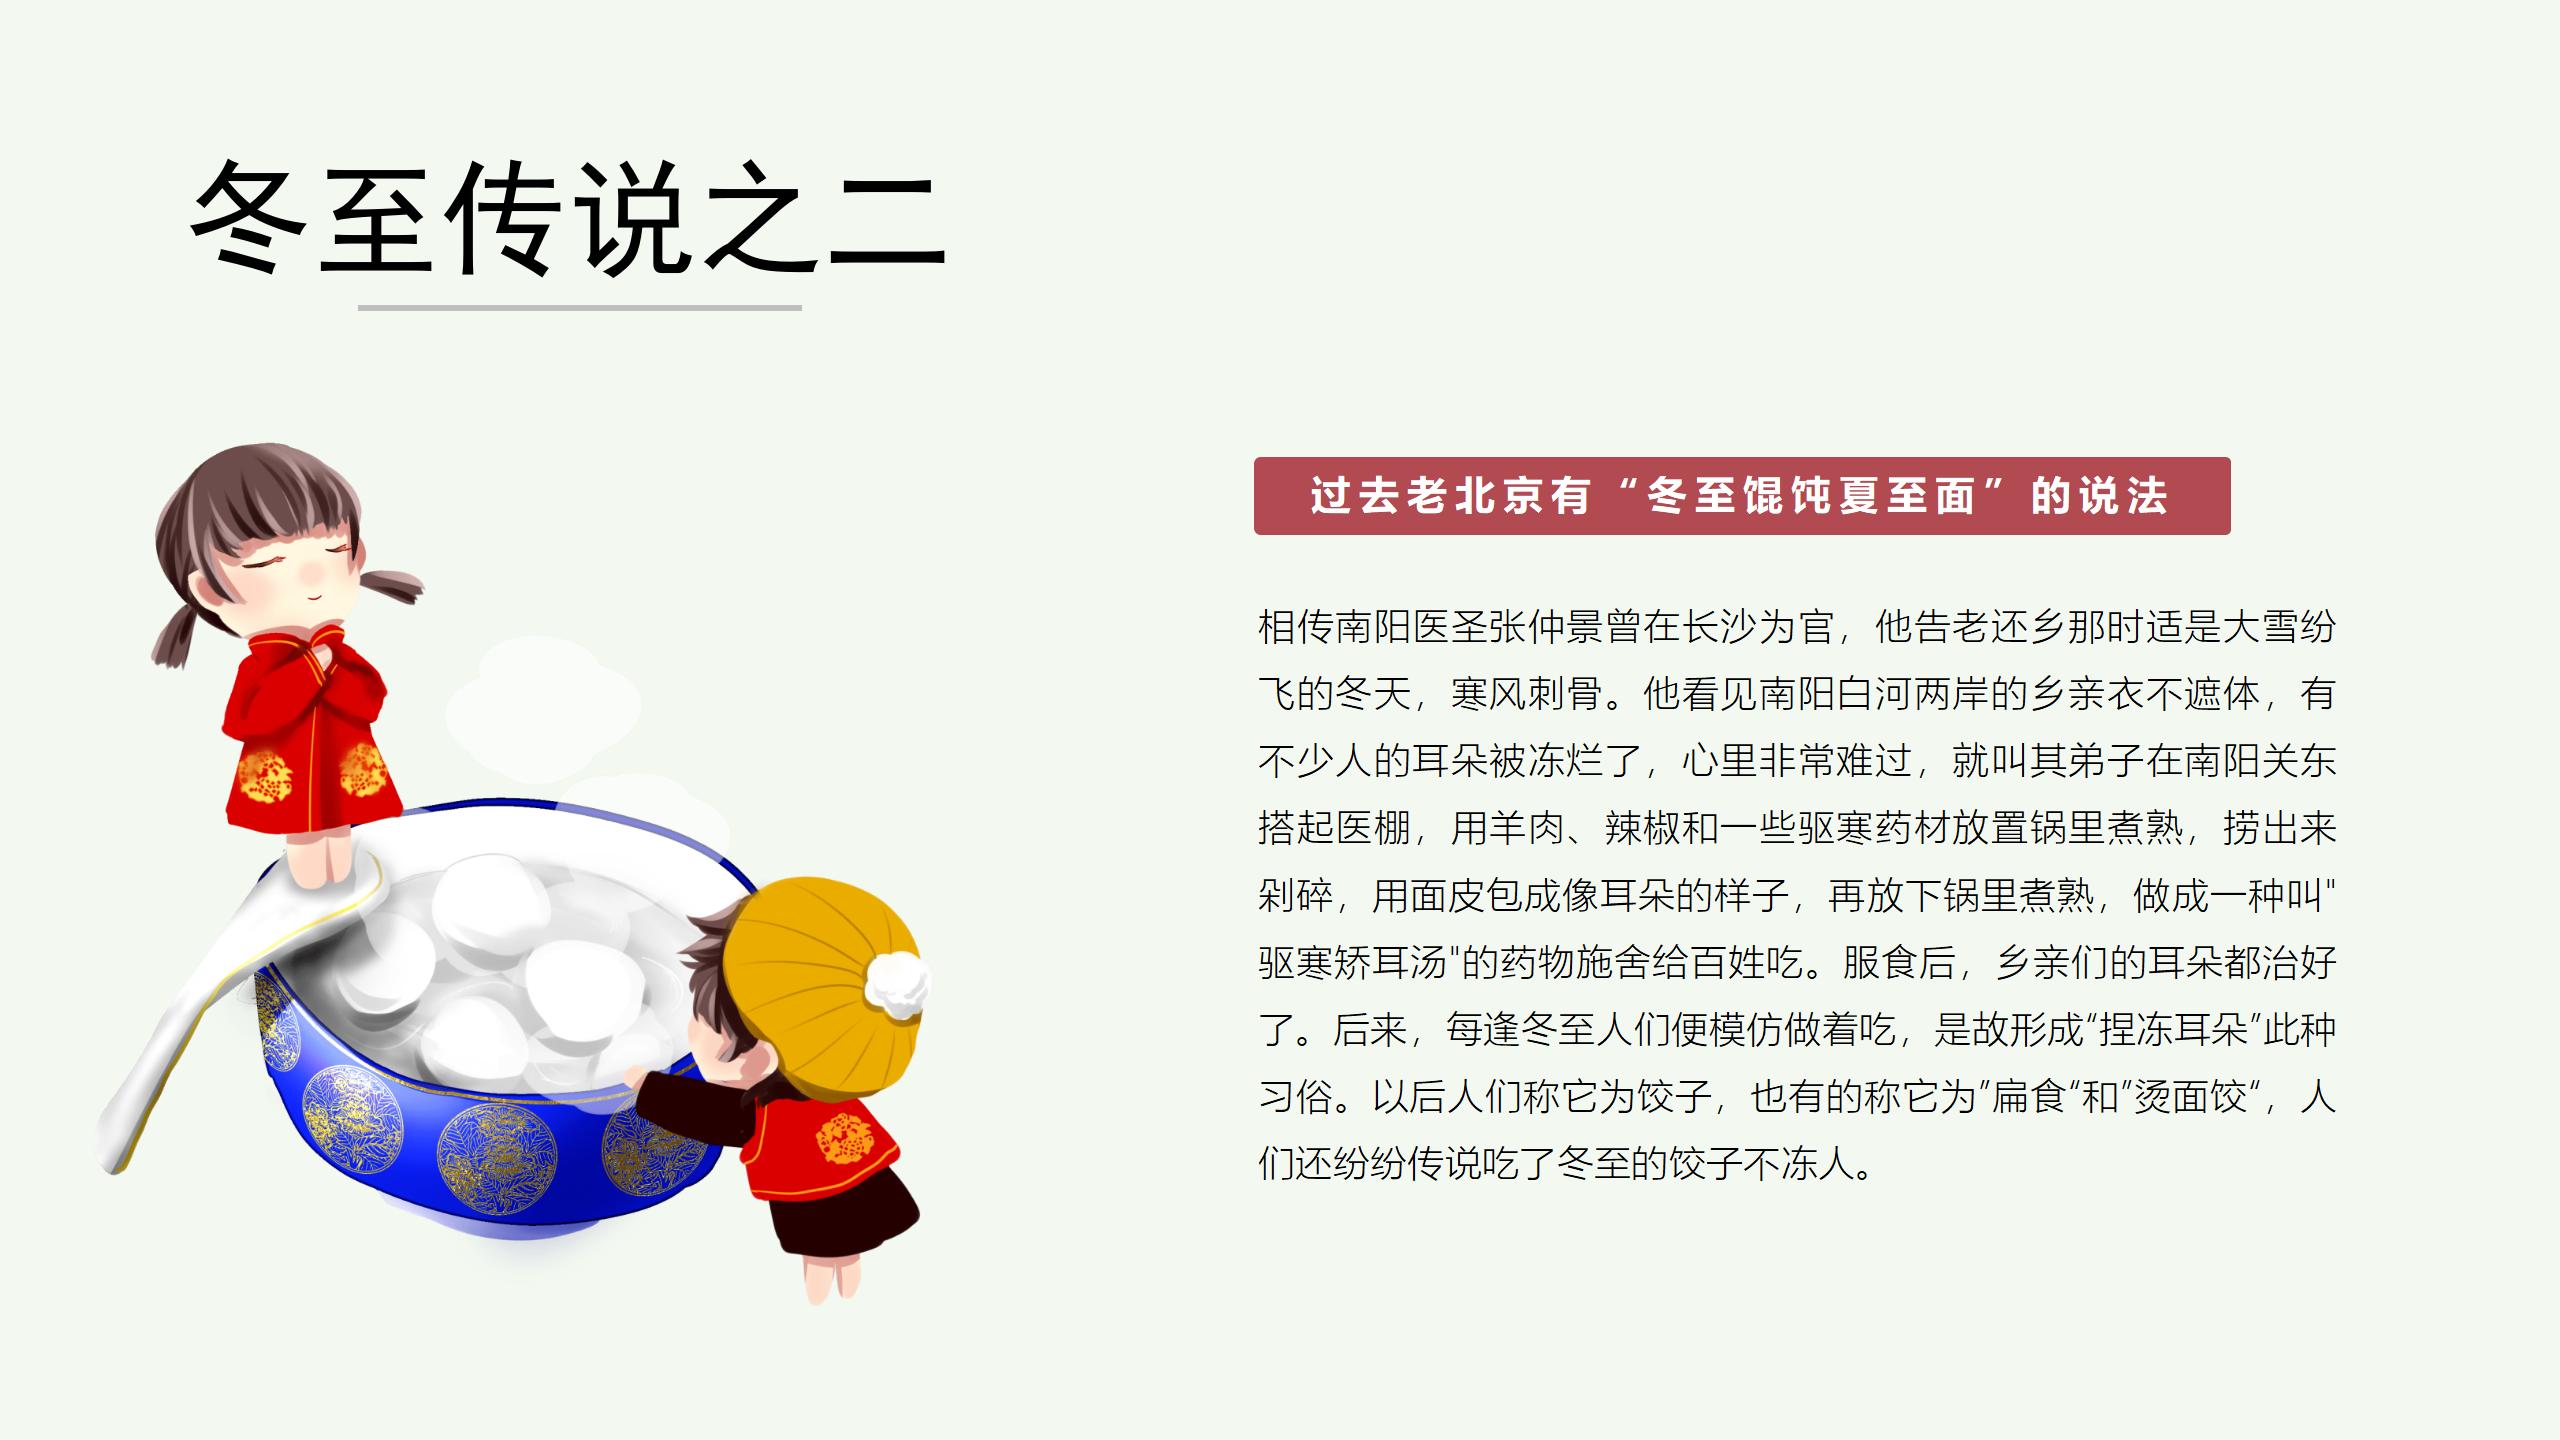 冬至传说之二
过去老北京有“冬至馄饨夏至面”的说法
相传南阳医圣张仲景曾在长沙为官，他告老还乡那时适是大雪纷
飞的冬天，寒风刺骨。他看见南阳白河两岸的乡亲衣不遮体，有
不少人的耳朵被冻烂了，心里非常难过，就叫其弟子在南阳关东
搭起医棚，用羊肉、辣椒和一些驱寒药材放置锅里煮熟，捞出来
剁碎，用面皮包成像耳朵的样子，再放下锅里煮熟，做成一种叫"
驱寒矫耳汤"的药物施舍给百姓吃。服食后，乡亲们的耳朵都治好
了。后来，每逢冬至人们便模仿做着吃，是故形成“捏冻耳朵”此种
习俗。以后人们称它为饺子，也有的称它为”扁食“和”烫面饺“，人
们还纷纷传说吃了冬至的饺子不冻人。